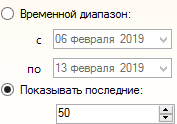 Временной диапазон:
с 06 февраля 2019
по 13 февраля 2019
Показывать последние:
50